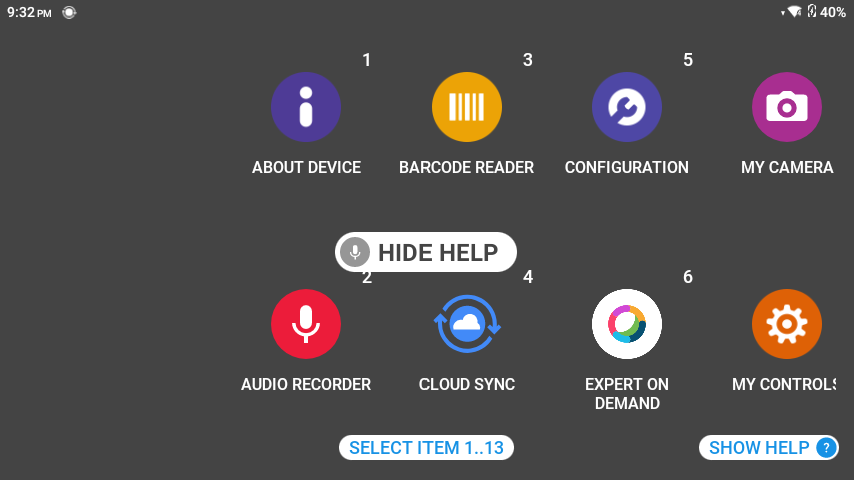 9:32 PM 40%
1 3 5
ABOUT DEVICE BARCODE READER CONFIGURATION MY CAMERA
HIDE HELP
2 4 6
AUDIO RECORDER CLOUD SYNC EXPERT ON DEMAND MY CONTROLS
SELECT ITEM 1..13 SHOW HELP ?